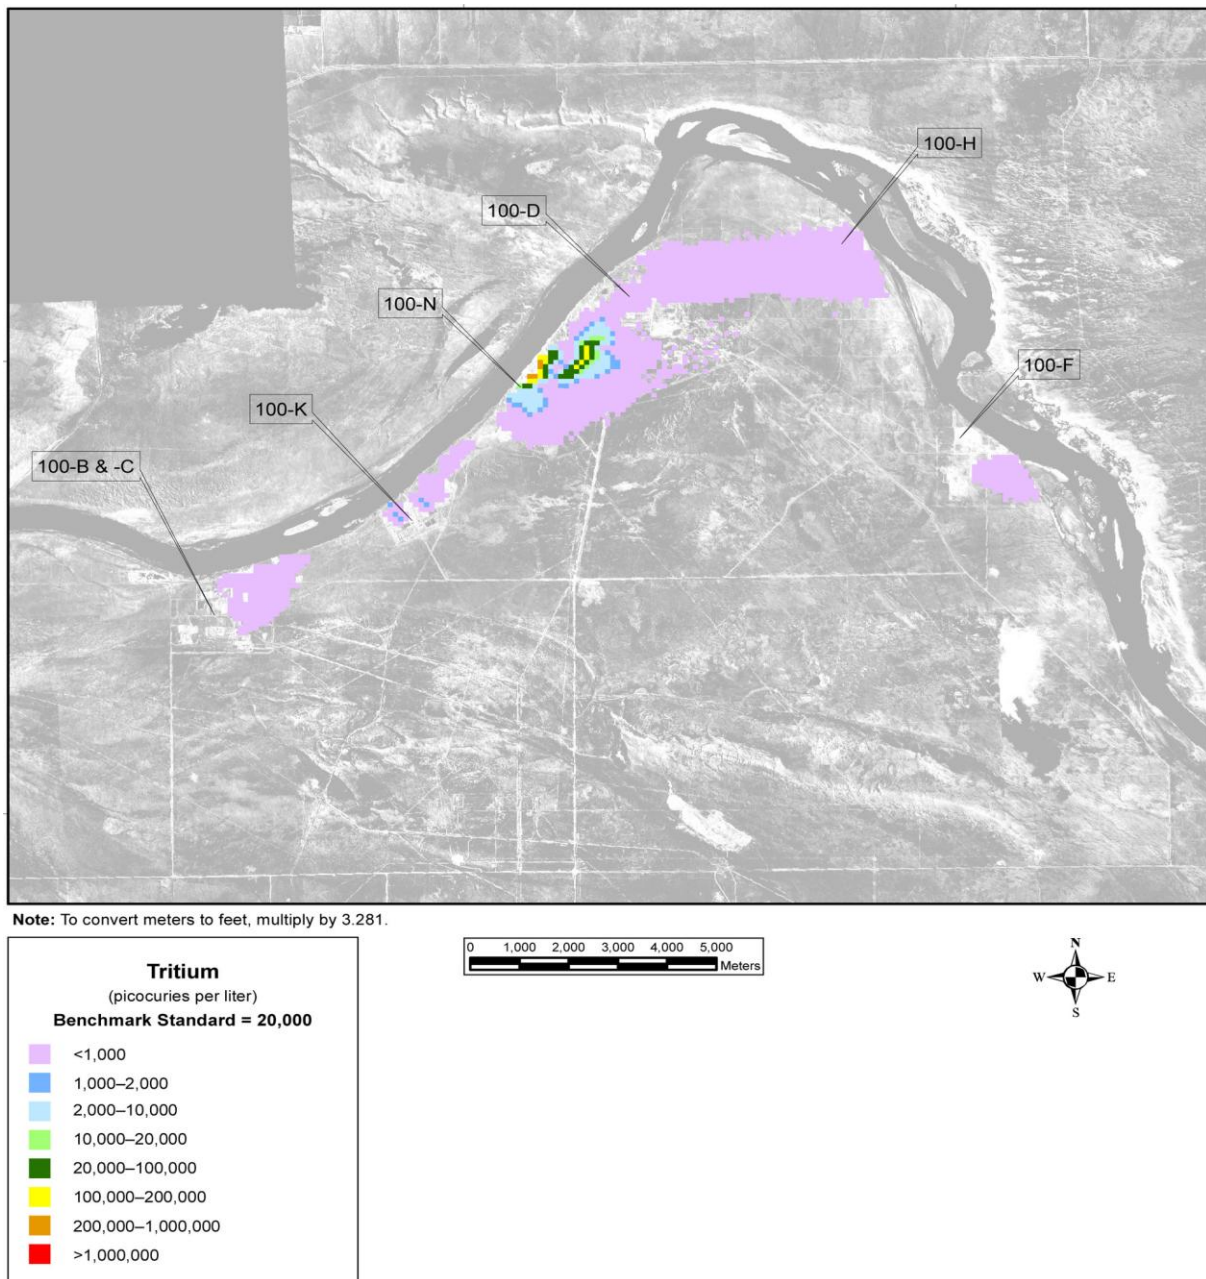 100-H
100-D
100-N
100-F
100-K
100-B & -C
Note: To convert meters to feet, multiply by 3.281.
0 1,000 2,000 3,000 4,000 5,000
Meters
N
W E
S
Tritium
(picocuries per liter)
Benchmark Standard = 20,000
<1,000
1,000–2,000
2,000–10,000
10,000–20,000
20,000–100,000
100,000–200,000
200,000–1,000,000
>1,000,000